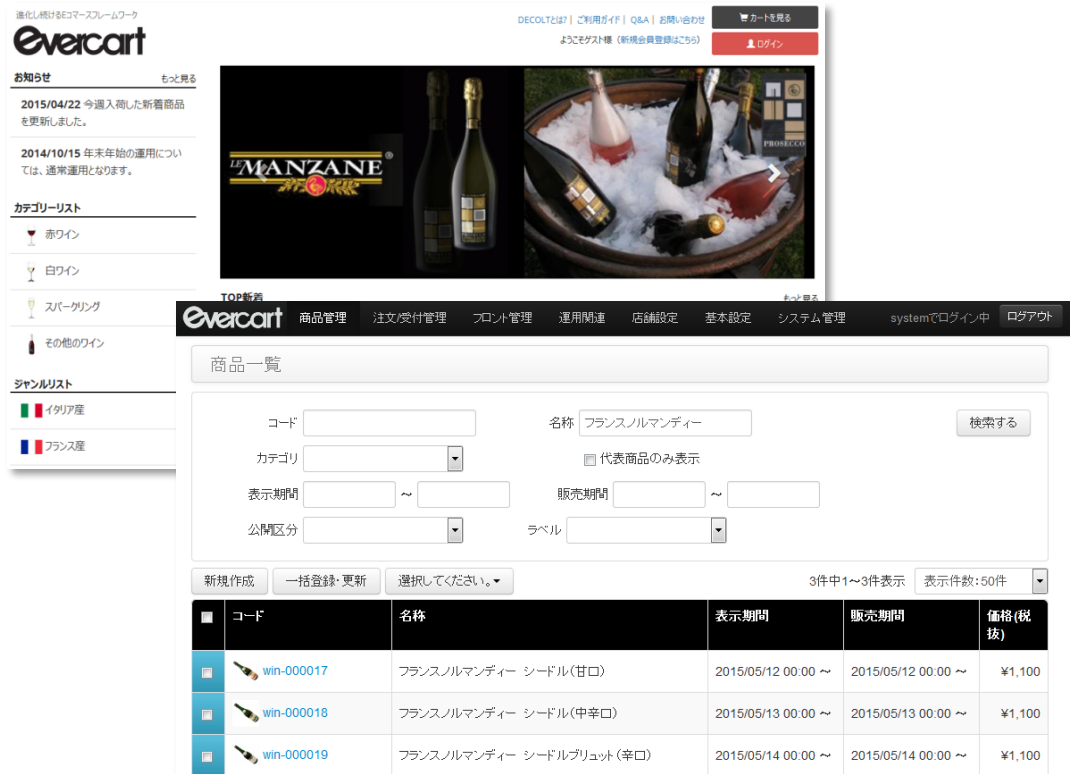 進化し続けるEコマースフレームワーク
evercart
DECOLTとは? | ご利用ガイド | Q&A | お問い合わせ
カートを見る
ようこそゲスト様 (新規会員登録はこちら)
ログイン
お知らせ もっと見る
2015/04/22 今週入荷した新着商品
を更新しました。
2014/10/15 年末年始の運用につい
ては、通常運用となります。
カテゴリーリスト
赤ワイン
白ワイン
スパークリング
その他のワイン
ジャンルリスト
イタリア産
フランス産
LE MANZANE®
PROSECCO
TOP新着 もっと見る
evercart 商品管理 注文/受付管理 フロント管理 運用関連 店舗設定 基本設定 システム管理 systemでログイン中 ログアウト
商品一覧
コード 名称 フランスノルマンディー 検索する
カテゴリ 代表商品のみ表示
表示期間 ～ 販売期間 ～
公開区分 ラベル
新規作成 一括登録・更新 選択してください。 3件中1～3件表示 表示件数:50件
コード 名称 表示期間 販売期間 価格(税
抜)
win-000017 フランスノルマンディー シードル(甘口) 2015/05/12 00:00 ～ 2015/05/12 00:00 ～ ¥1,100
win-000018 フランスノルマンディー シードル(中辛口) 2015/05/13 00:00 ～ 2015/05/13 00:00 ～ ¥1,100
win-000019 フランスノルマンディー シードルブリュット(辛口) 2015/05/14 00:00 ～ 2015/05/14 00:00 ～ ¥1,100